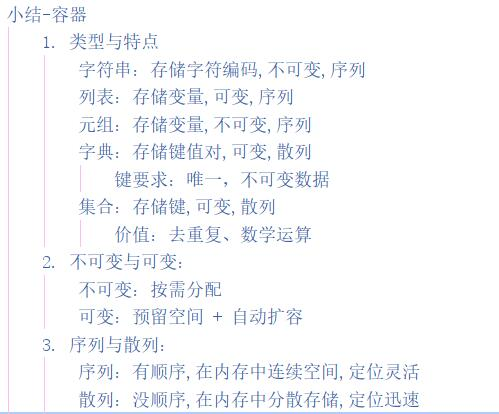 小结-容器
1. 类型与特点
字符串: 存储字符编码,不可变,序列
列表: 存储变量,可变,序列
元组: 存储变量,不可变,序列
字典: 存储键值对,可变,散列
键要求: 唯一, 不可变数据
集合: 存储键,可变,散列
价值: 去重复、数学运算
2. 不可变与可变:
不可变: 按需分配
可变: 预留空间 + 自动扩容
3. 序列与散列:
序列: 有顺序,在内存中连续空间,定位灵活
散列: 没顺序,在内存中分散存储,定位迅速